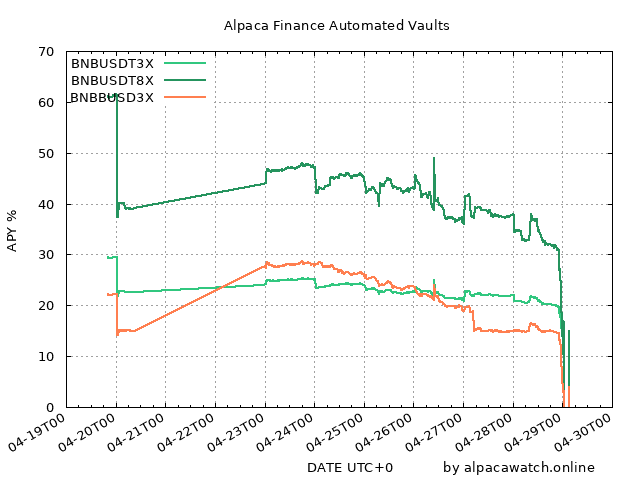 Alpaca Finance Automated Vaults
70
60
50
40
30
20
10
0
APY %
BNBUSDT3X
BNBUSDT8X
BNBBUSD3X
04-19T00
04-20T00
04-21T00
04-22T00
04-23T00
04-24T00
04-25T00
04-26T00
04-27T00
04-28T00
04-29T00
04-30T00
DATE UTC+0
by alpacawatch.online